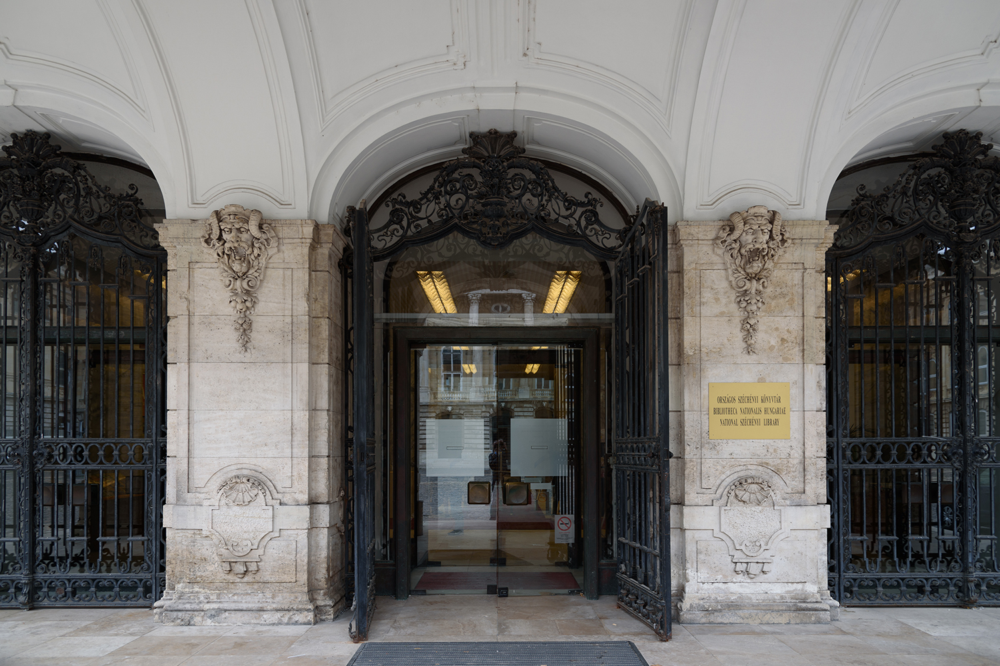 ORSZÁGOS SZÉCHÉNYI KÖNYVTÁR
BIBLIOTHECA NATIONALIS HUNGARIAE
NATIONAL SZÉCHÉNYI LIBRARY